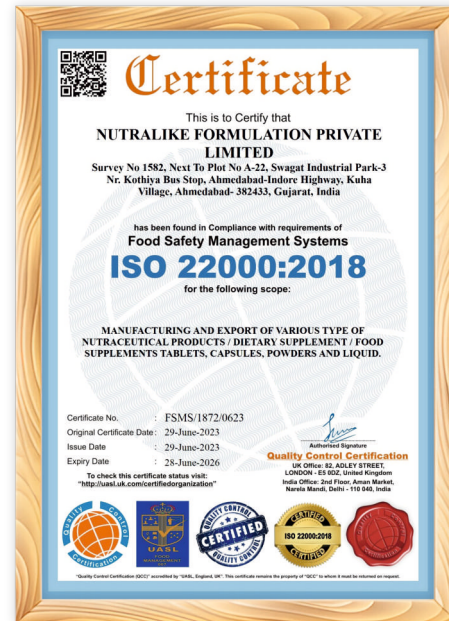 Certificate
This is to Certify that
NUTRALIKE FORMULATION PRIVATE
LIMITED
Survey No 1582, Next To Plot No A-22, Swagat Industrial Park-3
Nr. Kothiya Bus Stop, Ahmedabad-Indore Highway, Kuha
Village, Ahmedabad- 382433, Gujarat, India
has been found in Compliance with requirements of
Food Safety Management Systems
ISO 22000:2018
for the following scope:
MANUFACTURING AND EXPORT OF VARIOUS TYPE OF
NUTRACEUTICAL PRODUCTS / DIETARY SUPPLEMENT / FOOD
SUPPLEMENTS TABLETS, CAPSULES, POWDERS AND LIQUID.
Certificate No. : FSMS/1872/0623
Original Certificate Date : 29-June-2023
Issue Date : 29-June-2023
Expiry Date : 28-June-2026
To check this certificate status visit:
"http://uasl.uk.com/certifiedorganization"
Authorised Signature
Quality Control Certification
UK Office: 82, ADLEY STREET,
LONDON - E5 0DZ, United Kingdom
India Office: 2nd Floor, Aman Market,
Narela Mandi, Delhi - 110 040, India
Quality Control
Certification
UASL
FOOD
MANAGEMENT
QUALITY CONTROL
CERTIFIED
QUALITY CONTROL
CERTIFIED
ISO 22000:2018
CERTIFIED
"Quality Control Certification (QCC)" accredited by "UASL, England, UK". This certificate remains the property of "QCC" to whom it must be returned on request.